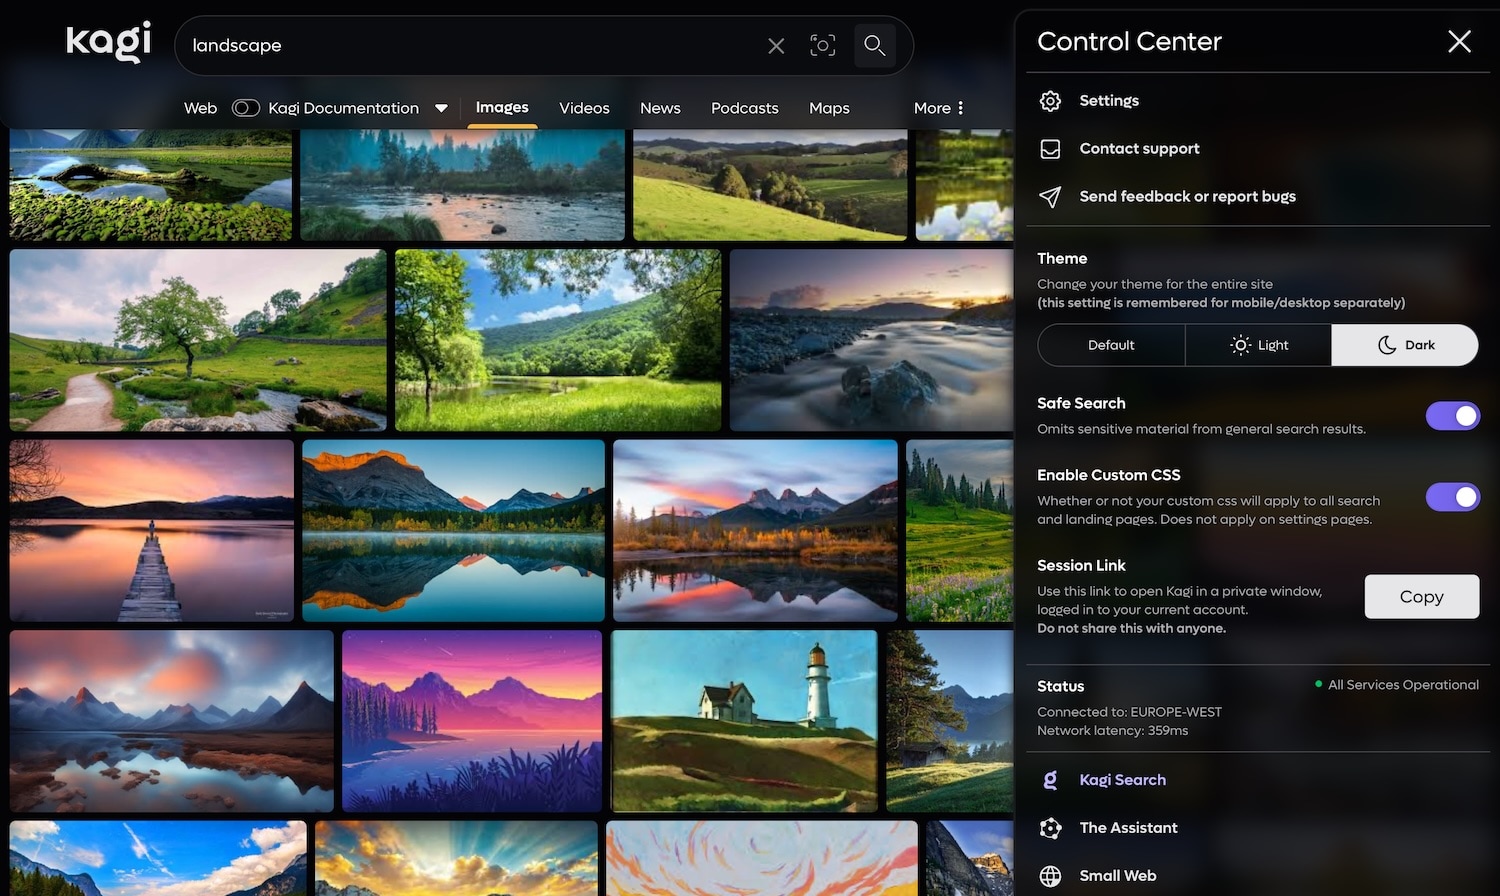 kagi
landscape
Web
Kagi Documentation
Images
Videos
News
Podcasts
Maps
More
Control Center
Settings
Contact support
Send feedback or report bugs
Theme
Change your theme for the entire site
(this setting is remembered for mobile/desktop separately)
Default
Light
Dark
Safe Search
Omits sensitive material from general search results.
Enable Custom CSS
Whether or not your custom css will apply to all search
and landing pages. Does not apply on settings pages.
Session Link
Use this link to open Kagi in a private window,
logged in to your current account.
Do not share this with anyone.
Copy
Status
All Services Operational
Connected to: EUROPE-WEST
Network latency: 359ms
Kagi Search
The Assistant
Small Web